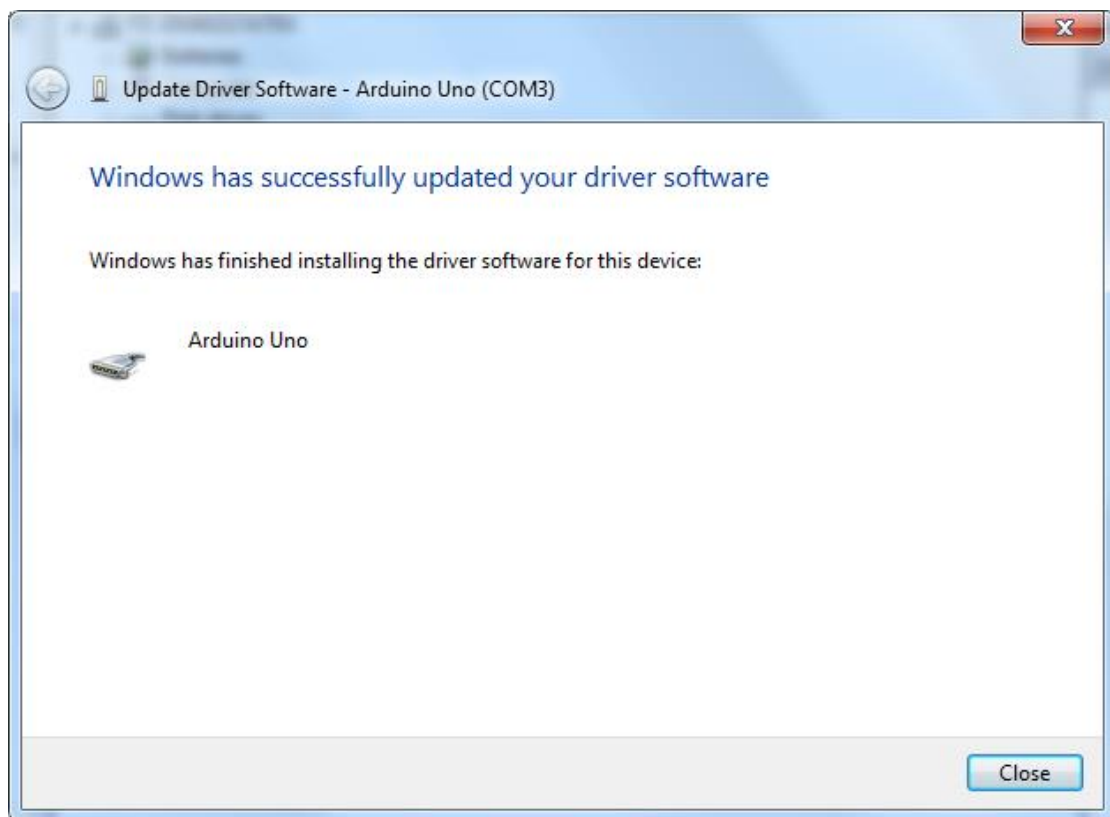 Update Driver Software - Arduino Uno (COM3)
Windows has successfully updated your driver software
Windows has finished installing the driver software for this device:
Arduino Uno
Close